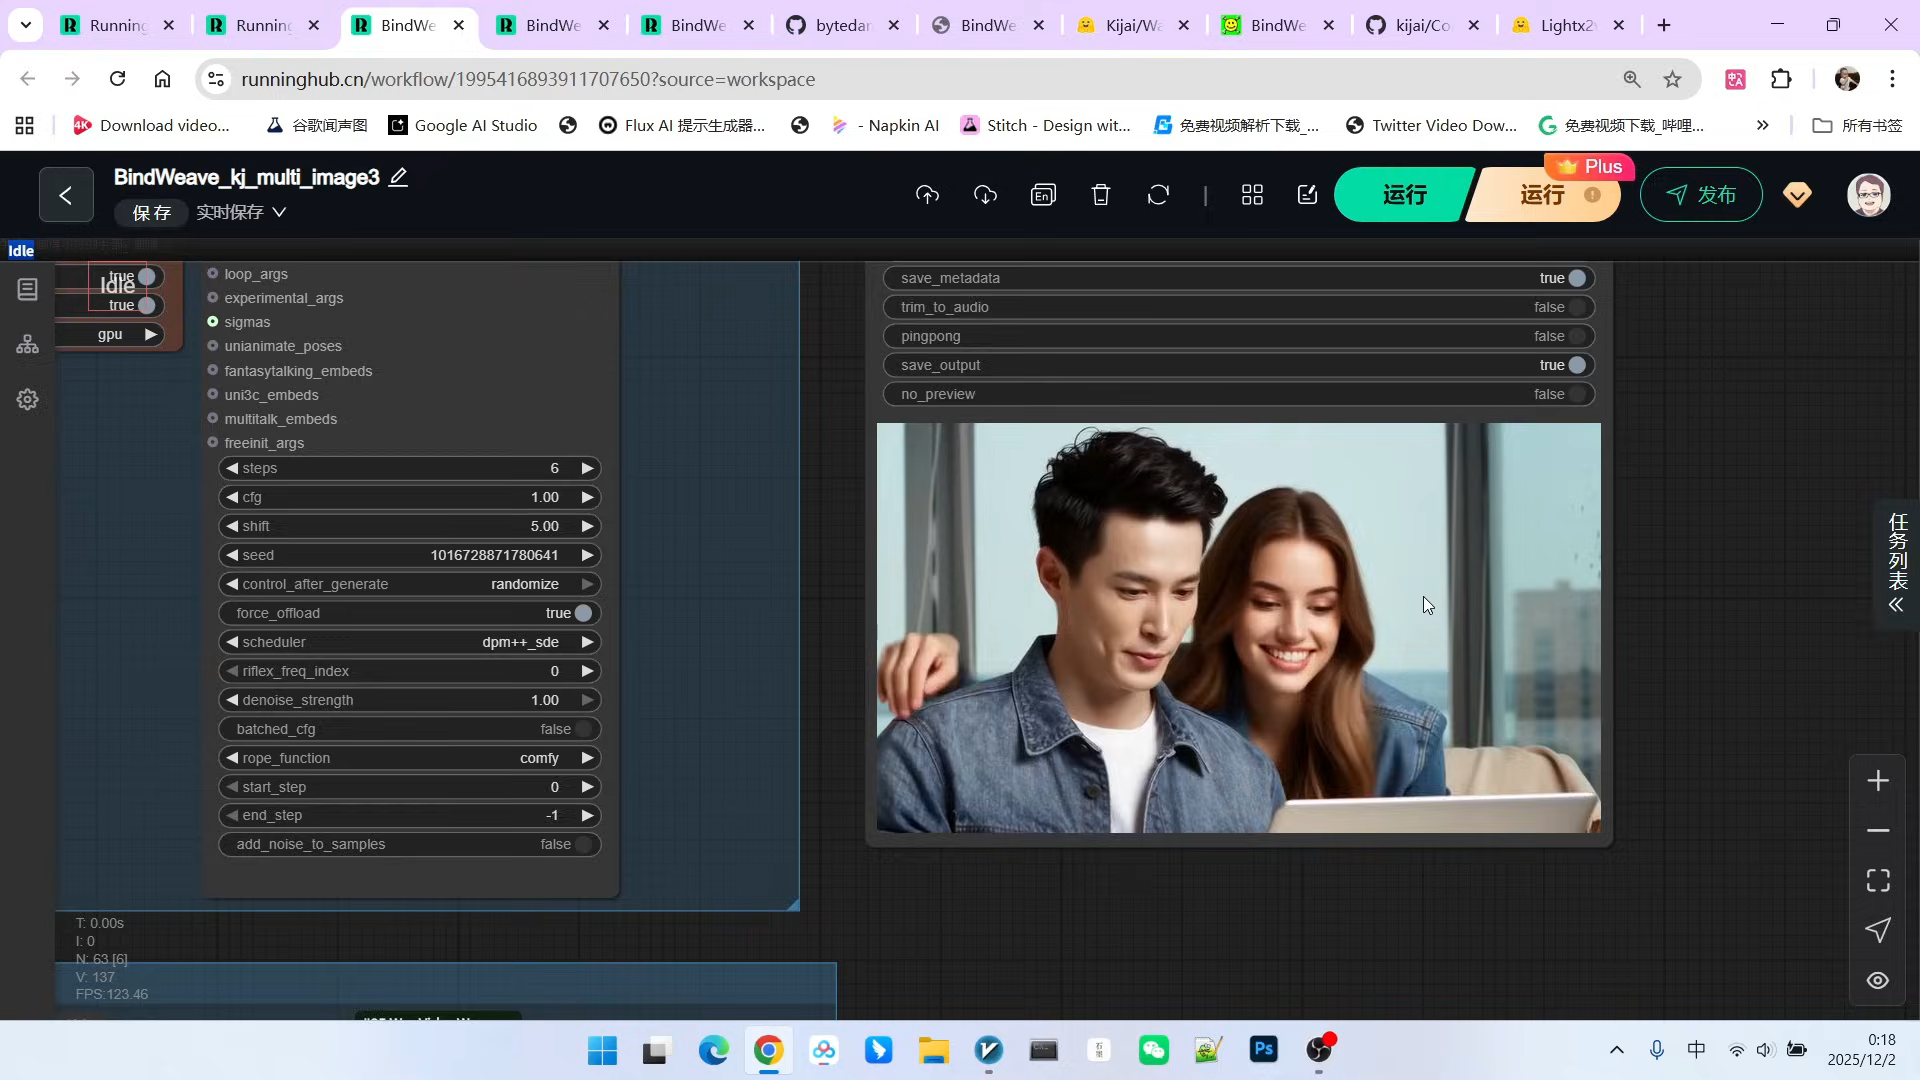 Running
Running
BindWe
BindWe
BindWe
bytedan
BindWe
Kijai/Wa
BindWe
kijai/Co
Lightx2
runninghub.cn/workflow/1995416893911707650?source=workspace
Download video...
谷歌闻声图
Google AI Studio
Flux AI 提示生成器...
- Napkin AI
Stitch - Design wit...
免费视频解析下载_...
Twitter Video Dow...
免费视频下载_哔哩...
所有书签
BindWeave_kj_multi_image3
保存
实时保存
En
运行
运行
Plus
发布
Idle
true
Idle
true
gpu
loop_args
experimental_args
sigmas
unianimate_poses
fantasytalking_embeds
uni3c_embeds
multitalk_embeds
freeinit_args
steps 6
cfg 1.00
shift 5.00
seed 1016728871780641
control_after_generate randomize
force_offload true
scheduler dpm++_sde
riflex_freq_index 0
denoise_strength 1.00
batched_cfg false
rope_function comfy
start_step 0
end_step -1
add_noise_to_samples false
save_metadata true
trim_to_audio false
pingpong false
save_output true
no_preview false
任务列表
T: 0.00s
I: 0
N: 63 [6]
V: 137
FPS:123.46
Ps
中
0:18
2025/12/2